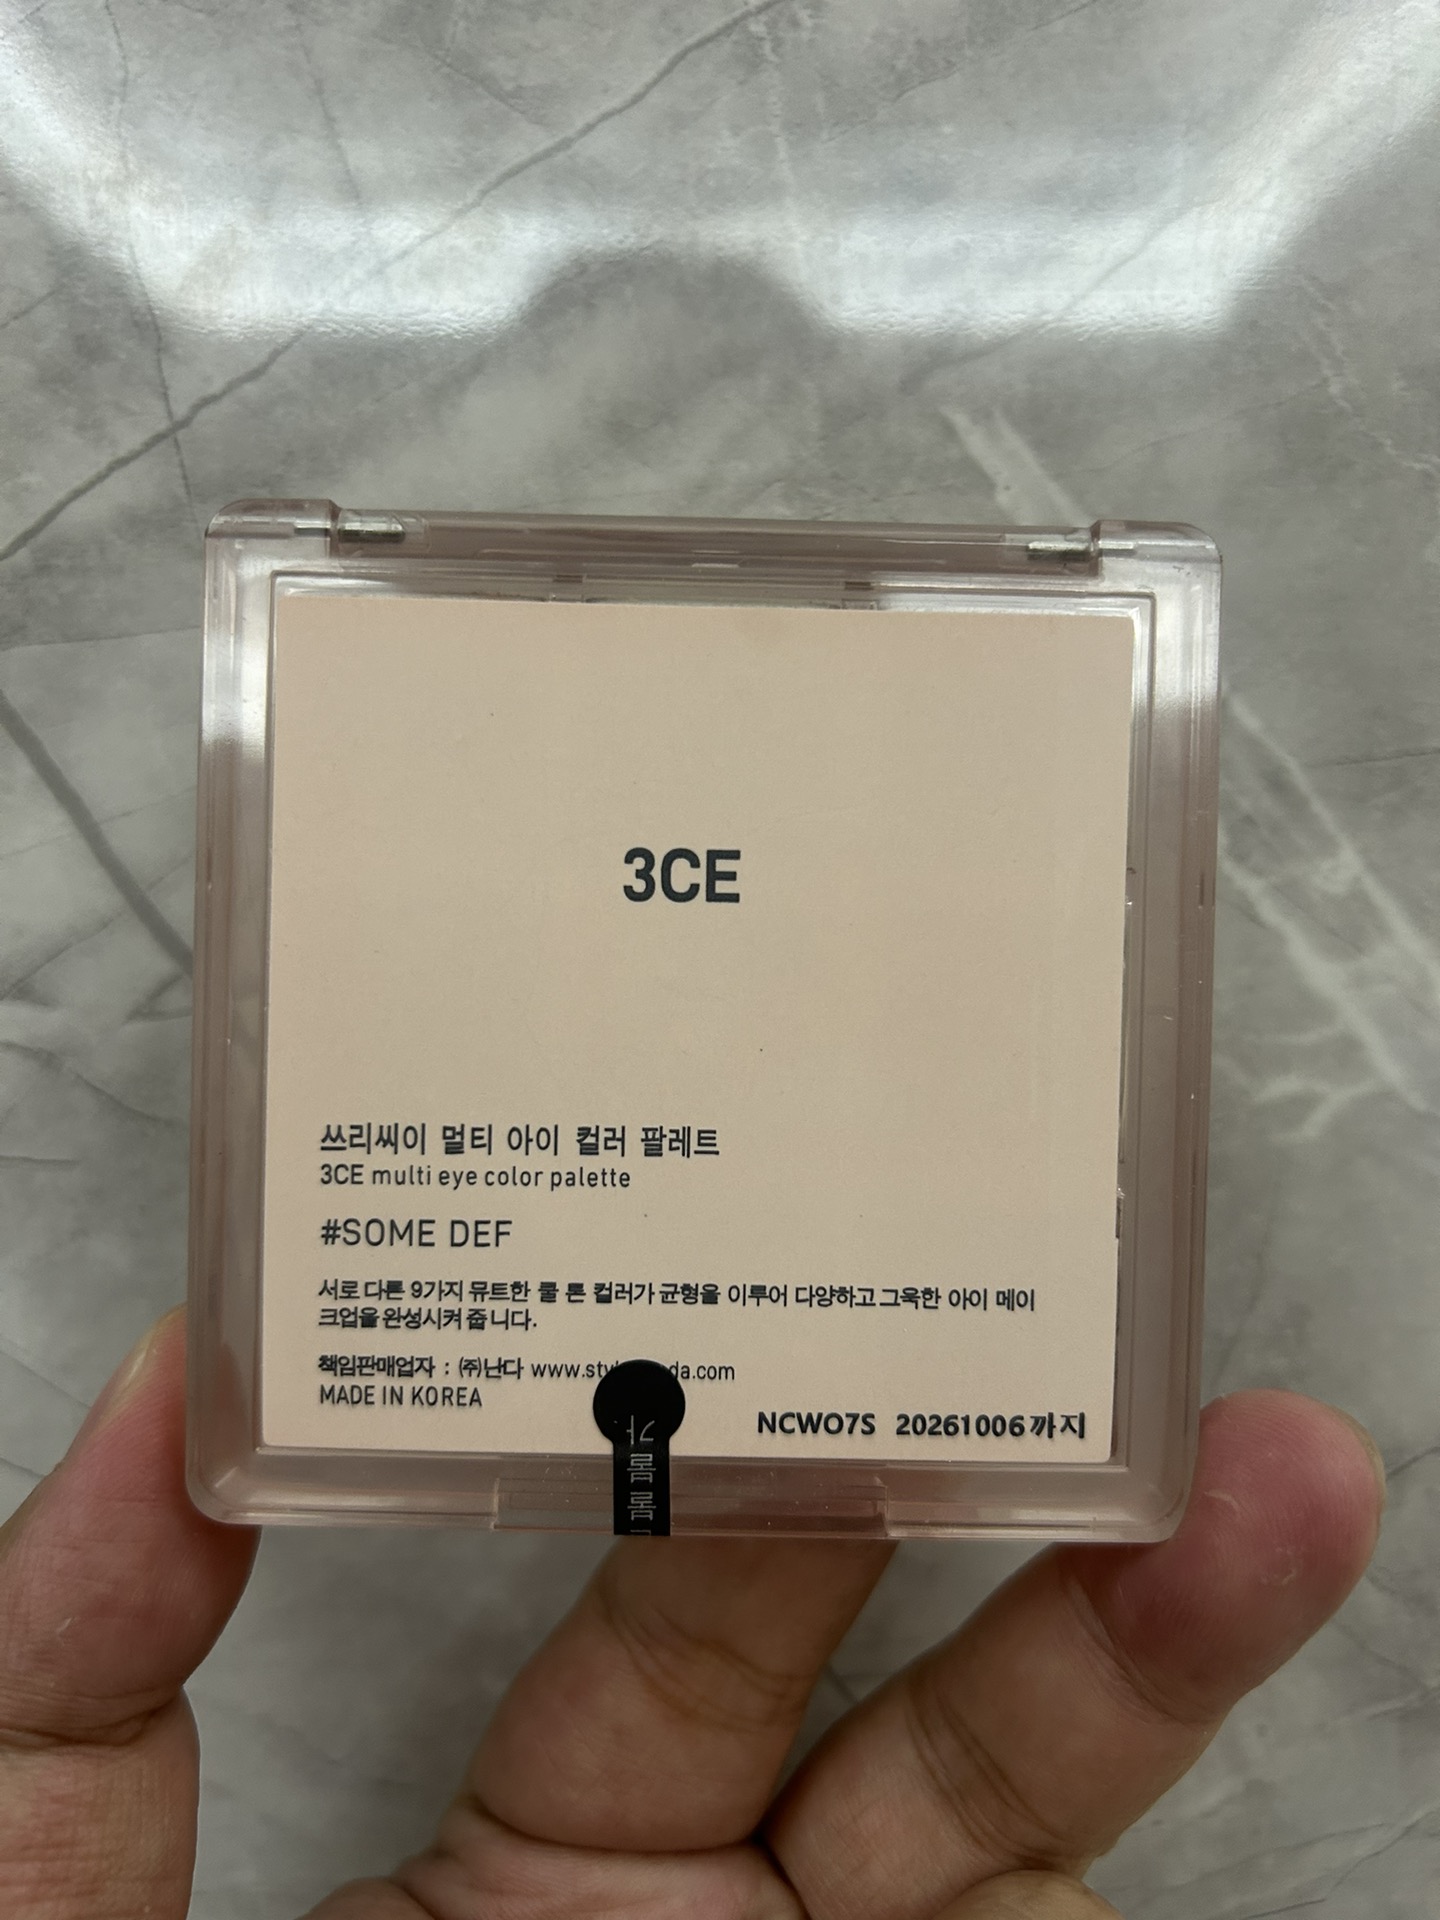 3CE
쓰리씨이 멀티 아이 컬러 팔레트
3CE multi eye color palette
#SOME DEF
서로 다른 9가지 뮤트한 쿨 톤 컬러가 균형을 이루어 다양하고 그윽한 아이 메이
크업을 완성시켜 줍니다.
책임판매업자 : ㈜난다
MADE IN KOREA
NCWO7S 20261006까지